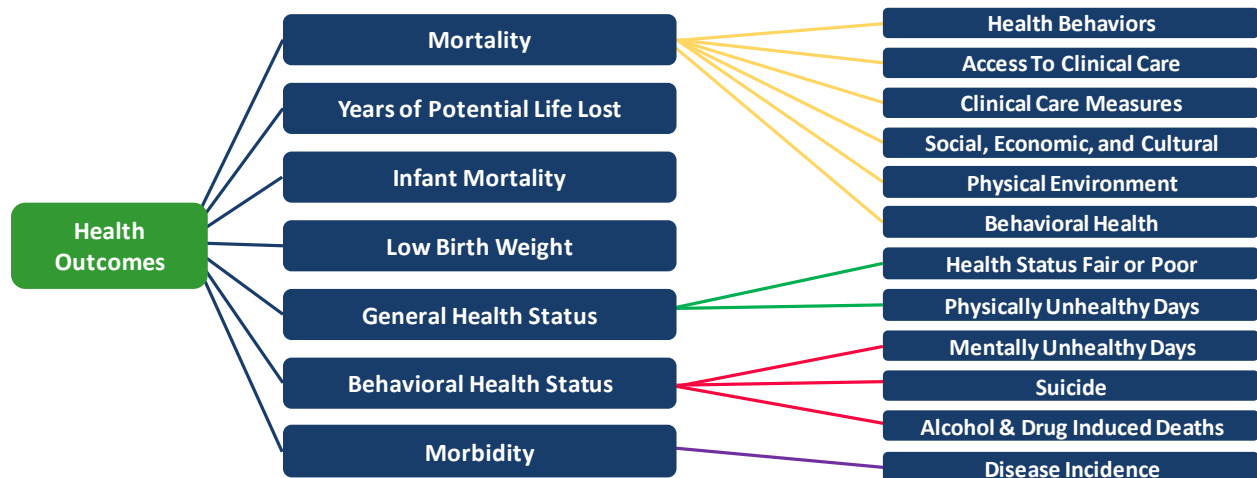 Health
Outcomes
Mortality
Years of Potential Life Lost
Infant Mortality
Low Birth Weight
General Health Status
Behavioral Health Status
Morbidity
Health Behaviors
Access To Clinical Care
Clinical Care Measures
Social, Economic, and Cultural
Physical Environment
Behavioral Health
Health Status Fair or Poor
Physically Unhealthy Days
Mentally Unhealthy Days
Suicide
Alcohol & Drug Induced Deaths
Disease Incidence